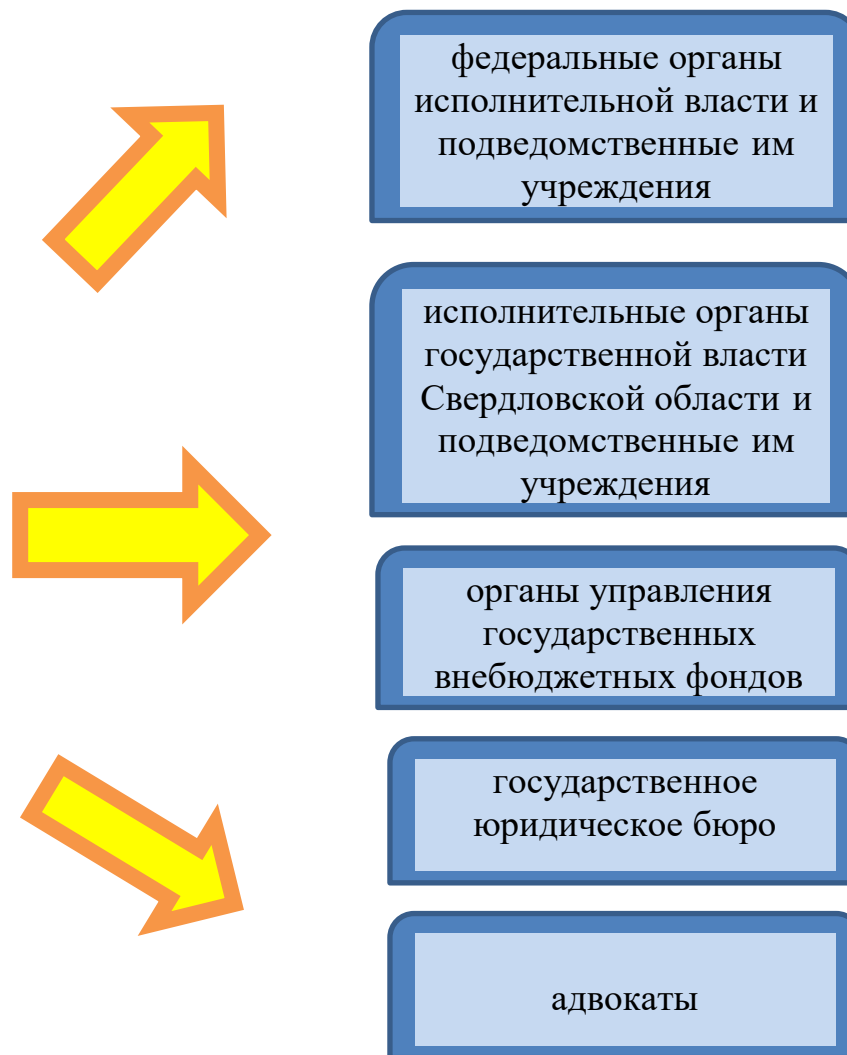 федеральные органы
исполнительной власти и
подведомственные им
учреждения
исполнительные органы
государственной власти
Свердловской области и
подведомственные им
учреждения
органы управления
государственных
внебюджетных фондов
государственное
юридическое бюро
адвокаты